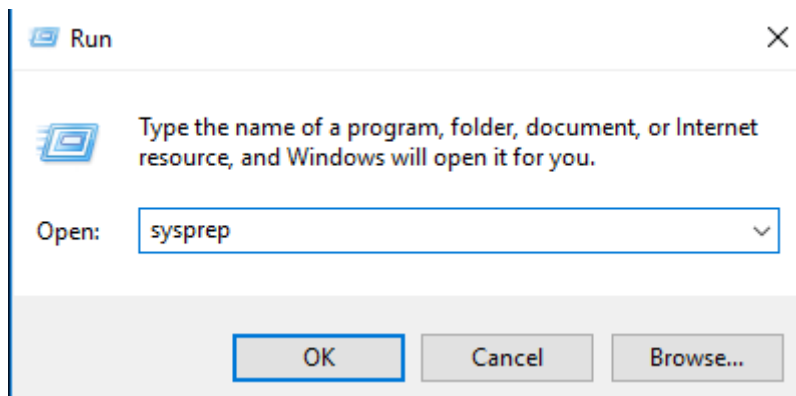 Run
Type the name of a program, folder, document, or Internet
resource, and Windows will open it for you.
Open: sysprep
OK Cancel Browse...